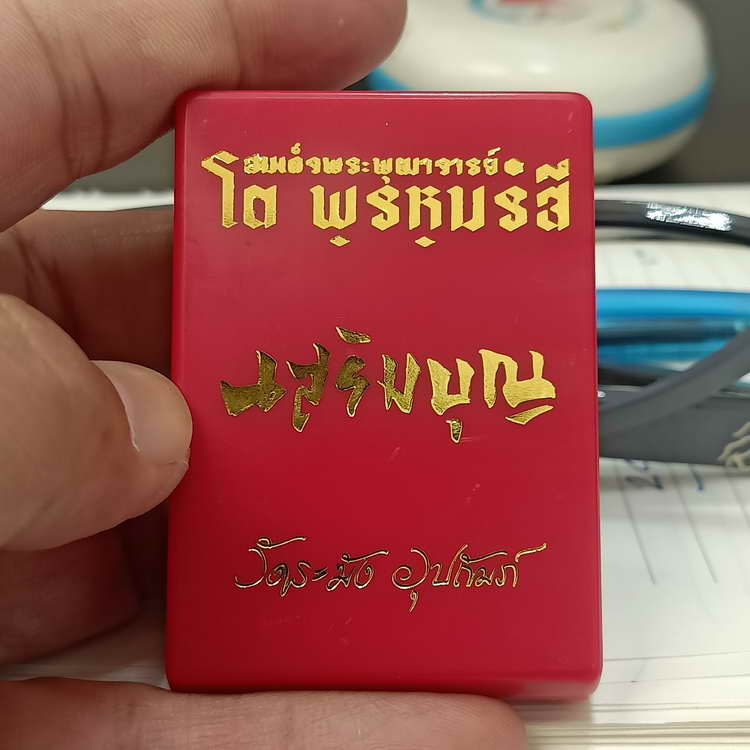 สมเด็จพระพุฒาจารย์
โต พฺรหฺมรํสี
เสริมบุญ
วัดระฆัง อุปถัมภ์